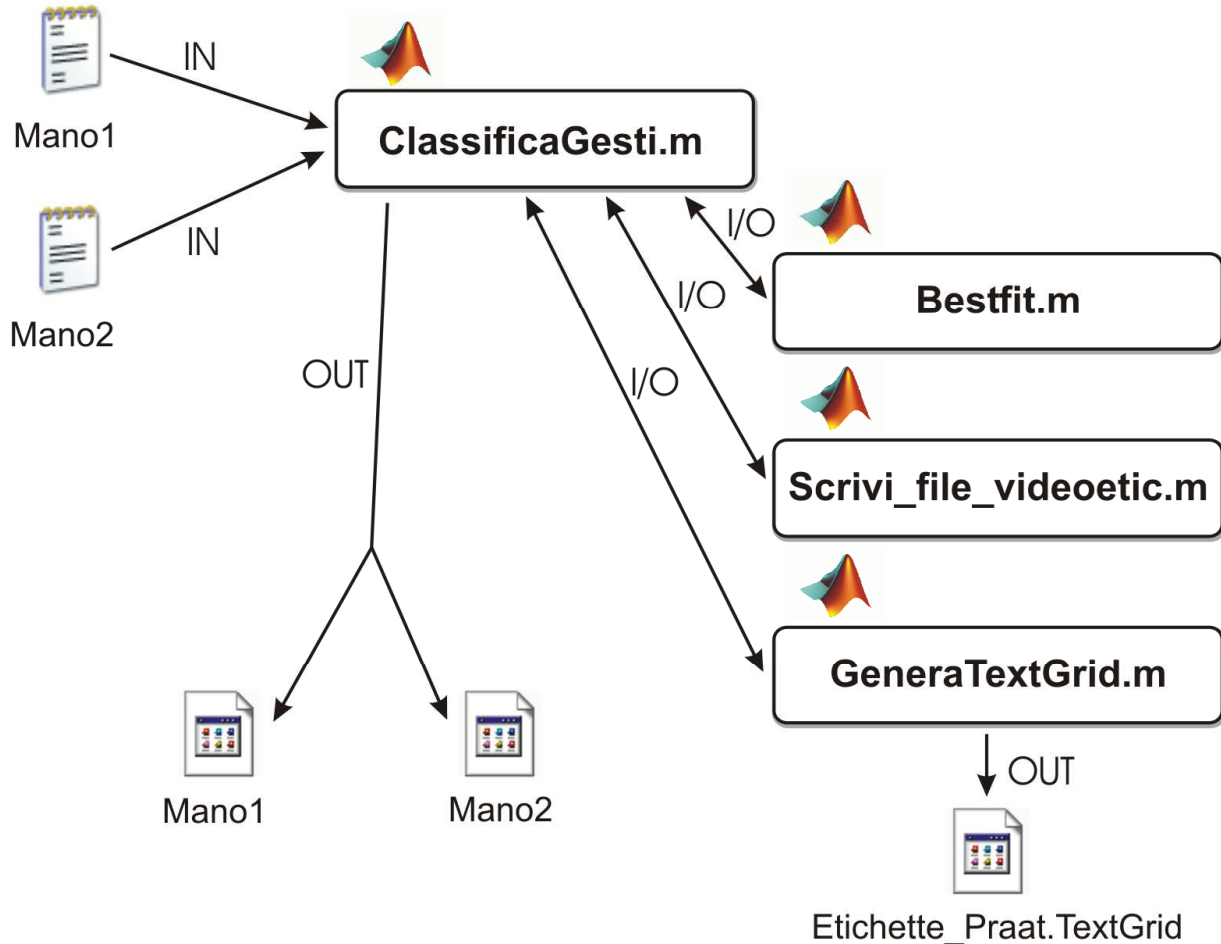 IN
Mano1
ClassificaGesti.m
IN
Mano2
I/O
Bestfit.m
I/O
OUT
I/O
Scrivi_file_videoetic.m
GeneraTextGrid.m
OUT
Mano1
Mano2
Etichette_Praat.TextGrid